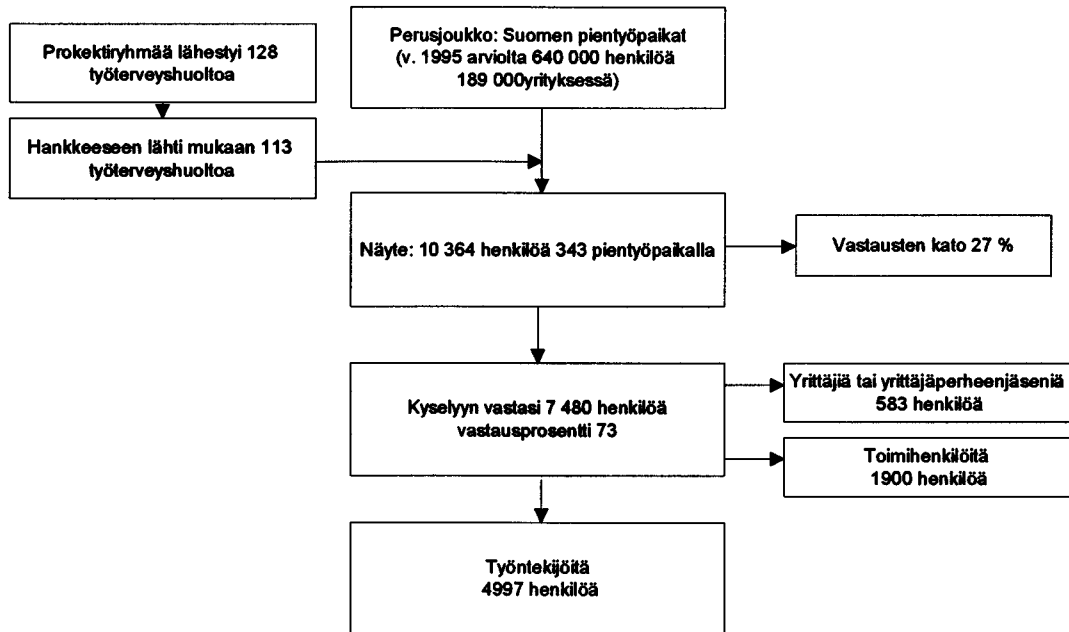 Prokektiryhmää lähestyi 128
työterveyshuoltoa
Perusjoukko: Suomen pientyöpaikat
(v. 1995 arviolta 640 000 henkilöä
189 000yrityksessä)
Hankkeeseen lähti mukaan 113
työterveyshuoltoa
Näyte: 10 364 henkilöä 343 pientyöpaikalla
Vastausten kato 27 %
Kyselyyn vastasi 7 480 henkilöä
vastausprosentti 73
Yrittäjiä tai yrittäjäperheenjäseniä
583 henkilöä
Toimihenkilöitä
1900 henkilöä
Työntekijöitä
4997 henkilöä